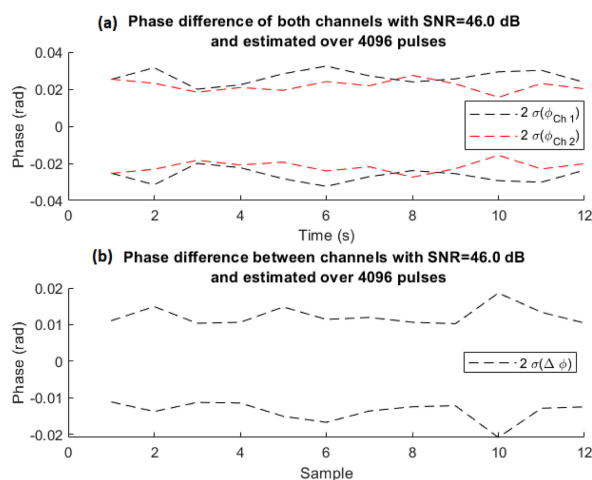 (a) Phase difference of both channels with SNR=46.0 dB
and estimated over 4096 pulses
0.04
0.02
0
-0.02
-0.04
Phase (rad)
2 σ(ϕCh 1)
2 σ(ϕCh 2)
0 2 4 6 8 10 12
Time (s)
(b) Phase difference between channels with SNR=46.0 dB
and estimated over 4096 pulses
0.02
0.01
0
-0.01
-0.02
Phase (rad)
2 σ(Δ ϕ)
0 2 4 6 8 10 12
Sample